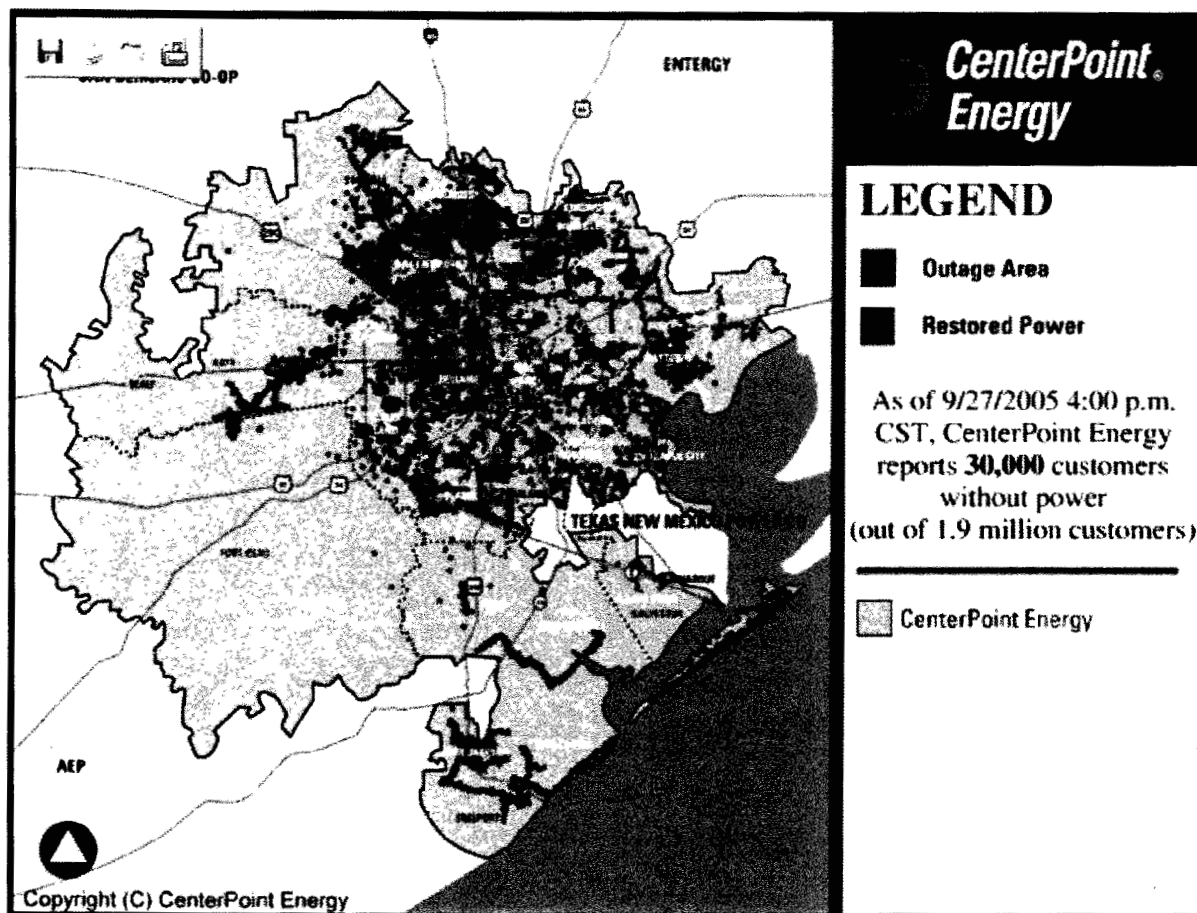 ENTERGY
TEXAS NEW MEXICO
AEP
Copyright (C) CenterPoint Energy
CenterPoint®
Energy
LEGEND
Outage Area
Restored Power
As of 9/27/2005 4:00 p.m.
CST, CenterPoint Energy
reports 30,000 customers
without power
(out of 1.9 million customers)
CenterPoint Energy